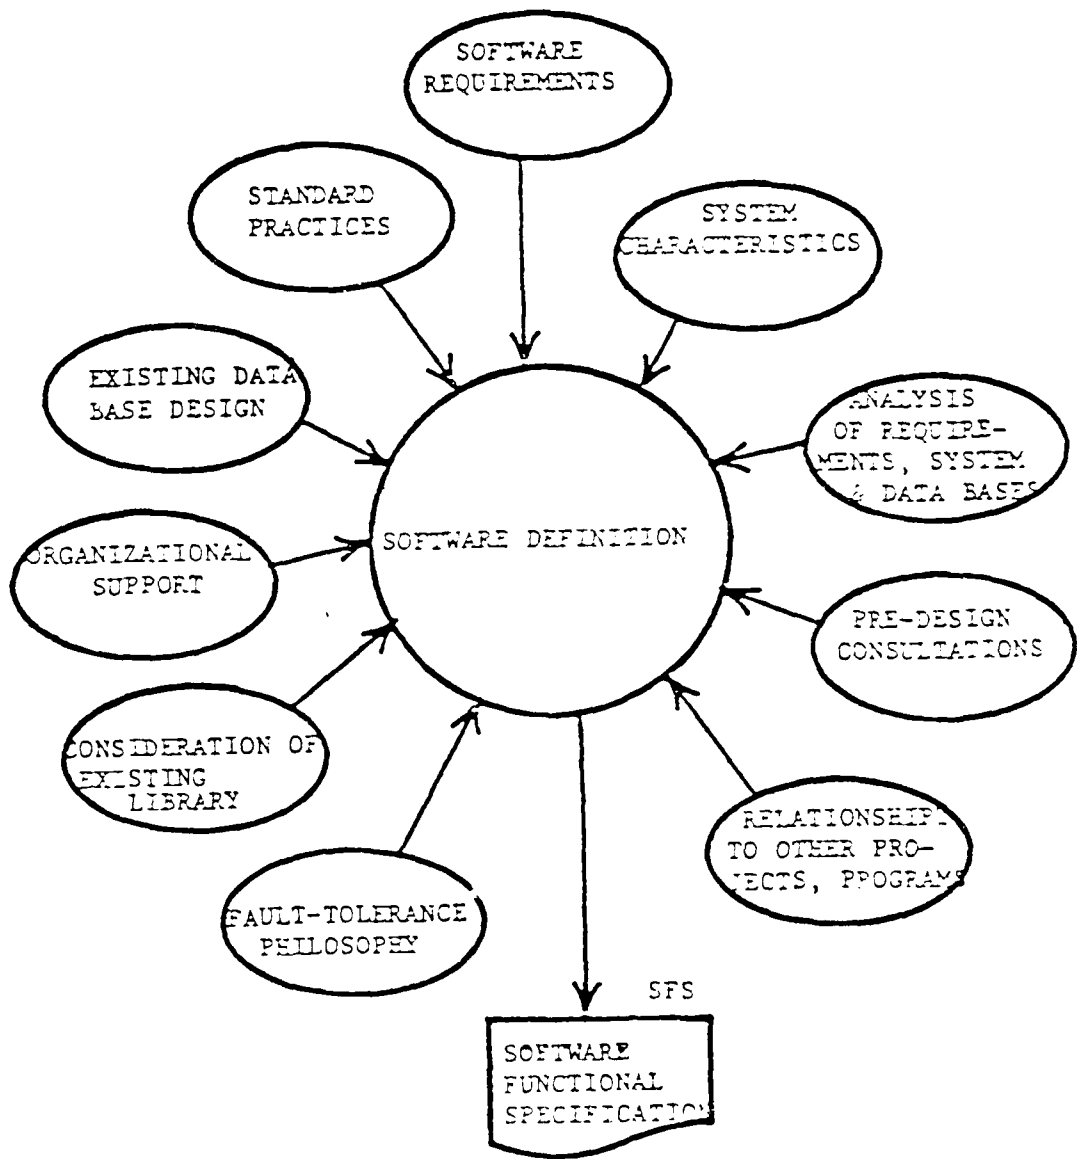 SOFTWARE
REQUIREMENTS
STANDARD
PRACTICES
SYSTEM
CHARACTERISTICS
EXISTING DATA
BASE DESIGN
ANALYSIS
OF REQUIRE-
MENTS, SYSTEM
& DATA BASES
ORGANIZATIONAL
SUPPORT
SOFTWARE DEFINITION
PRE-DESIGN
CONSULTATIONS
CONSIDERATION OF
EXISTING
LIBRARY
RELATIONSHIP
TO OTHER PRO-
JECTS, PROGRAMS
FAULT-TOLERANCE
PHILOSOPHY
SFS
SOFTWARE
FUNCTIONAL
SPECIFICATION